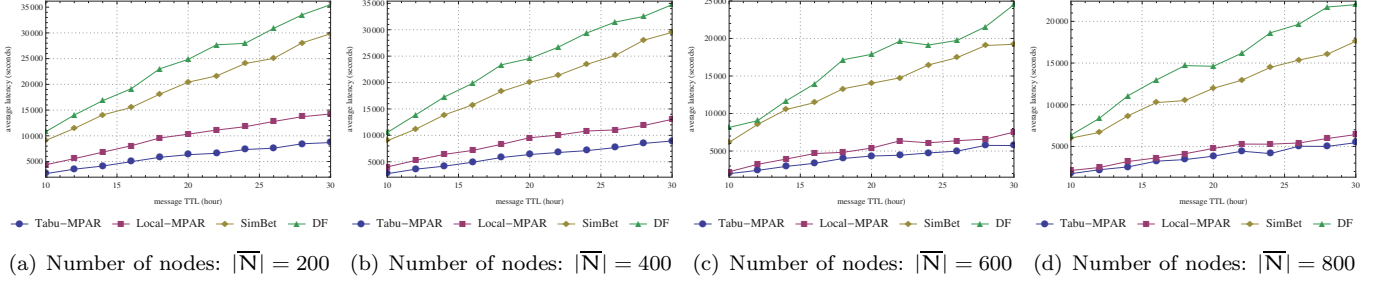 35000
30000
25000
20000
15000
10000
5000
average latency (seconds)
10 15 20 25 30
message TTL (hour)
Tabu−MPAR Local−MPAR SimBet DF
(a) Number of nodes: |N̅| = 200
35000
30000
25000
20000
15000
10000
5000
average latency (seconds)
10 15 20 25 30
message TTL (hour)
Tabu−MPAR Local−MPAR SimBet DF
(b) Number of nodes: |N̅| = 400
25000
20000
15000
10000
5000
average latency (seconds)
10 15 20 25 30
message TTL (hour)
Tabu−MPAR Local−MPAR SimBet DF
(c) Number of nodes: |N̅| = 600
20000
15000
10000
5000
average latency (seconds)
10 15 20 25 30
message TTL (hour)
Tabu−MPAR Local−MPAR SimBet DF
(d) Number of nodes: |N̅| = 800